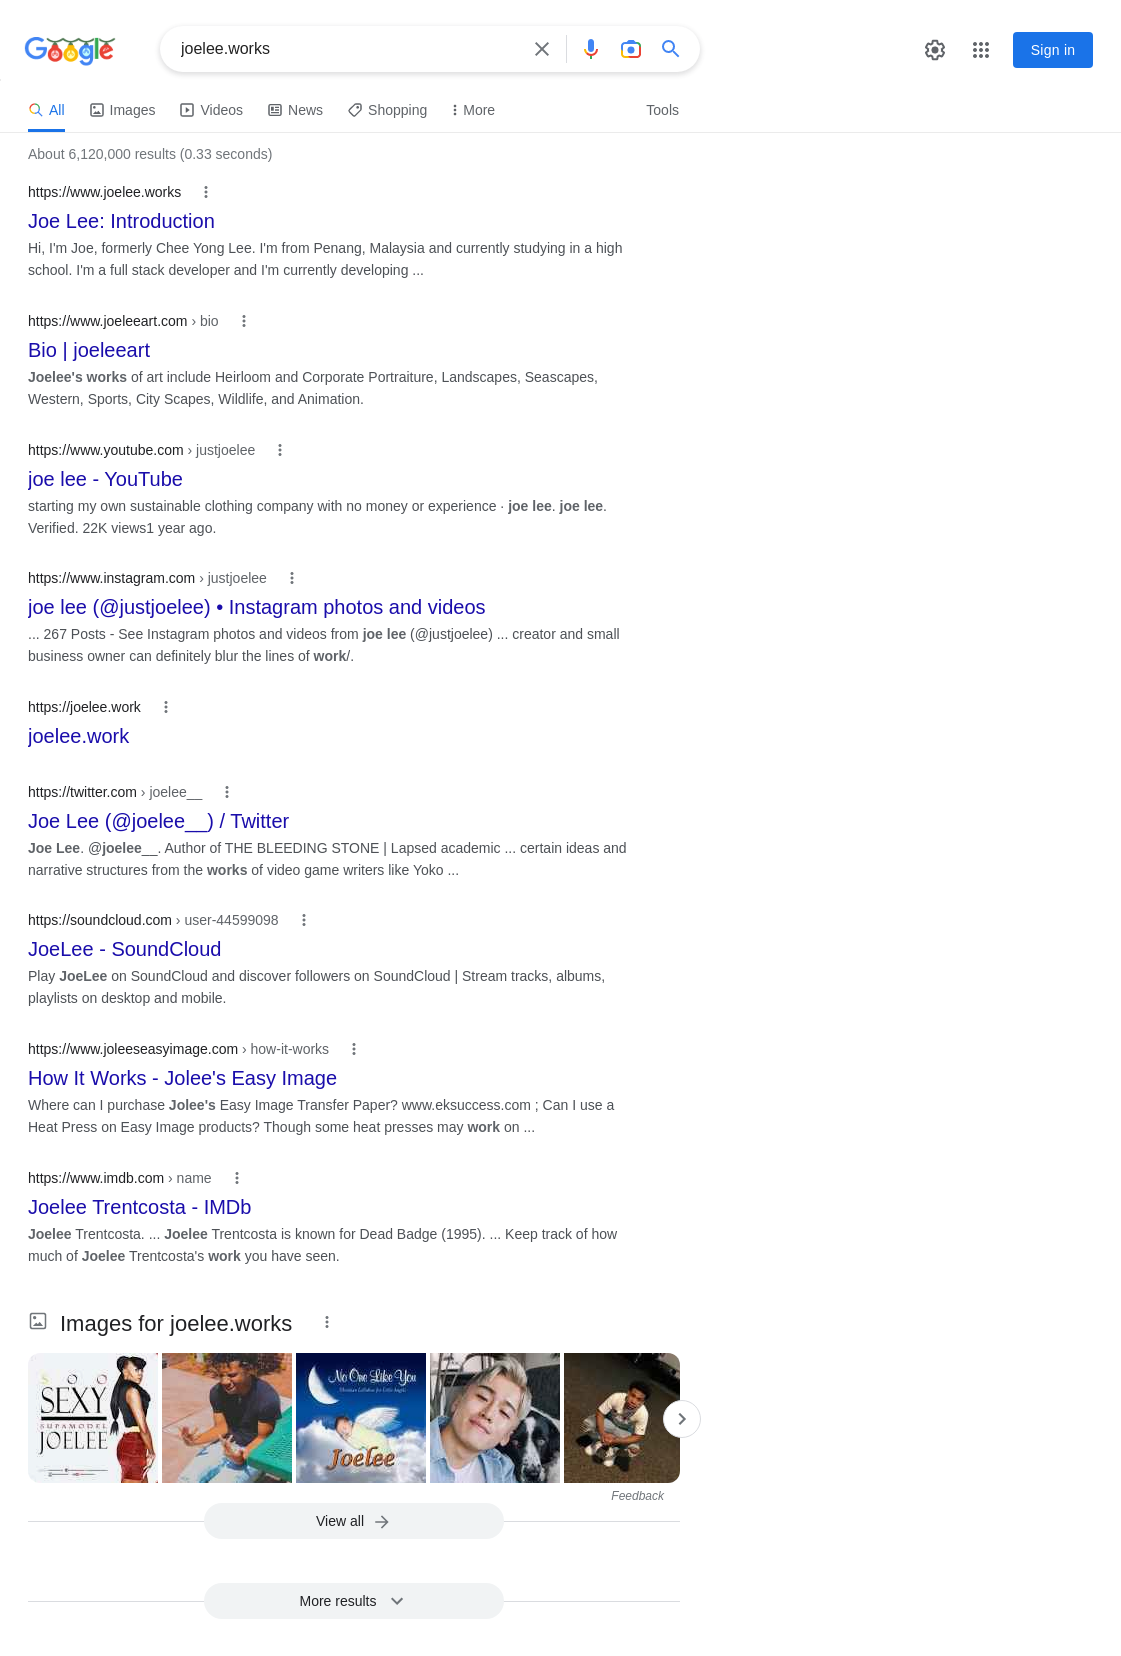 Google
joelee.works
Sign in
All
Images
Videos
News
Shopping
More
Tools
About 6,120,000 results (0.33 seconds)
https://www.joelee.works
Joe Lee: Introduction
Hi, I'm Joe, formerly Chee Yong Lee. I'm from Penang, Malaysia and currently studying in a high
school. I'm a full stack developer and I'm currently developing ...
https://www.joeleeart.com › bio
Bio | joeleeart
Joelee's works of art include Heirloom and Corporate Portraiture, Landscapes, Seascapes,
Western, Sports, City Scapes, Wildlife, and Animation.
https://www.youtube.com › justjoelee
joe lee - YouTube
starting my own sustainable clothing company with no money or experience · joe lee. joe lee.
Verified. 22K views1 year ago.
https://www.instagram.com › justjoelee
joe lee (@justjoelee) • Instagram photos and videos
... 267 Posts - See Instagram photos and videos from joe lee (@justjoelee) ... creator and small
business owner can definitely blur the lines of work/.
https://joelee.work
joelee.work
https://twitter.com › joelee__
Joe Lee (@joelee__) / Twitter
Joe Lee. @joelee__. Author of THE BLEEDING STONE | Lapsed academic ... certain ideas and
narrative structures from the works of video game writers like Yoko ...
https://soundcloud.com › user-44599098
JoeLee - SoundCloud
Play JoeLee on SoundCloud and discover followers on SoundCloud | Stream tracks, albums,
playlists on desktop and mobile.
https://www.joleeseasyimage.com › how-it-works
How It Works - Jolee's Easy Image
Where can I purchase Jolee's Easy Image Transfer Paper? www.eksuccess.com ; Can I use a
Heat Press on Easy Image products? Though some heat presses may work on ...
https://www.imdb.com › name
Joelee Trentcosta - IMDb
Joelee Trentcosta. ... Joelee Trentcosta is known for Dead Badge (1995). ... Keep track of how
much of Joelee Trentcosta's work you have seen.
Images for joelee.works
SOO
SEXY
SUPAMODEL
JOELEE
No One Like You
Christian Lullabies for Little Angels
Joelee
Feedback
View all
More results